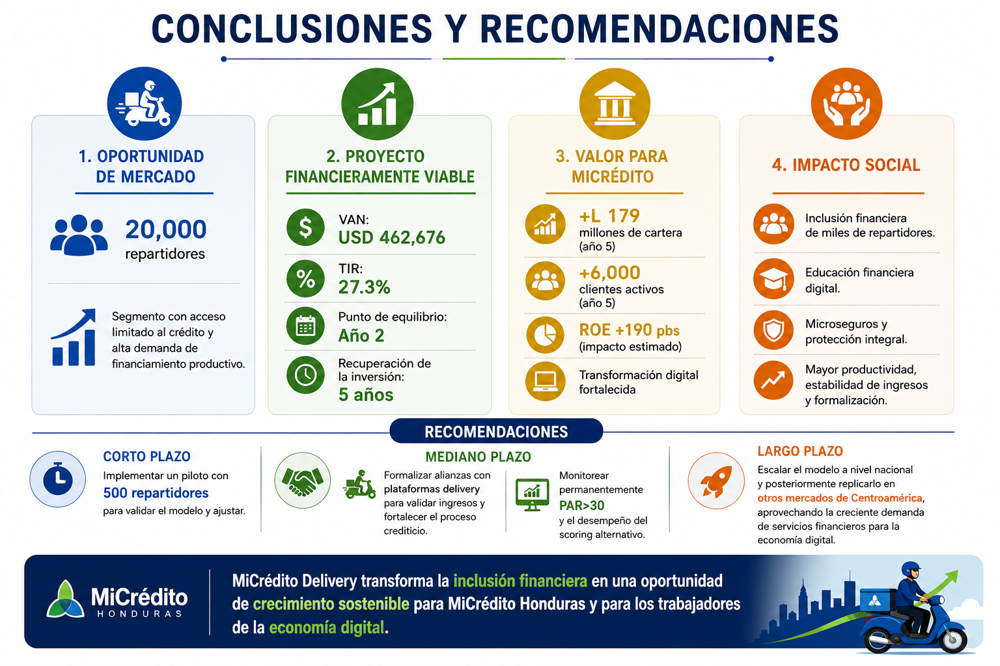 CONCLUSIONES Y RECOMENDACIONES
1. OPORTUNIDAD
DE MERCADO
20,000
repartidores
Segmento con acceso
limitado al crédito y
alta demanda de
financiamiento productivo.
2. PROYECTO
FINANCIERAMENTE VIABLE
$
VAN:
USD 462,676
%
TIR:
27.3%
Punto de equilibrio:
Año 2
Recuperación de
la inversión:
5 años
3. VALOR PARA
MICRÉDITO
+L 179
millones de cartera
(año 5)
+6,000
clientes activos
(año 5)
ROE +190 pbs
(impacto estimado)
Transformación digital
fortalecida
4. IMPACTO SOCIAL
Inclusión financiera
de miles de repartidores.
Educación financiera
digital.
Microseguros y
protección integral.
Mayor productividad,
estabilidad de ingresos
y formalización.
RECOMENDACIONES
CORTO PLAZO
Implementar un piloto con
500 repartidores
para validar el modelo y ajustar.
MEDIANO PLAZO
Formalizar alianzas con
plataformas delivery
para validar ingresos y
fortalecer el proceso
crediticio.
Monitorear
permanentemente
PAR>30
y el desempeño del
scoring alternativo.
LARGO PLAZO
Escalar el modelo a nivel nacional
y posteriormente replicarlo en
otros mercados de Centroamérica,
aprovechando la creciente demanda
de servicios financieros para la
economía digital.
MiCrédito
HONDURAS
MiCrédito Delivery transforma la inclusión financiera en una oportunidad
de crecimiento sostenible para MiCrédito Honduras y para los trabajadores
de la economía digital.